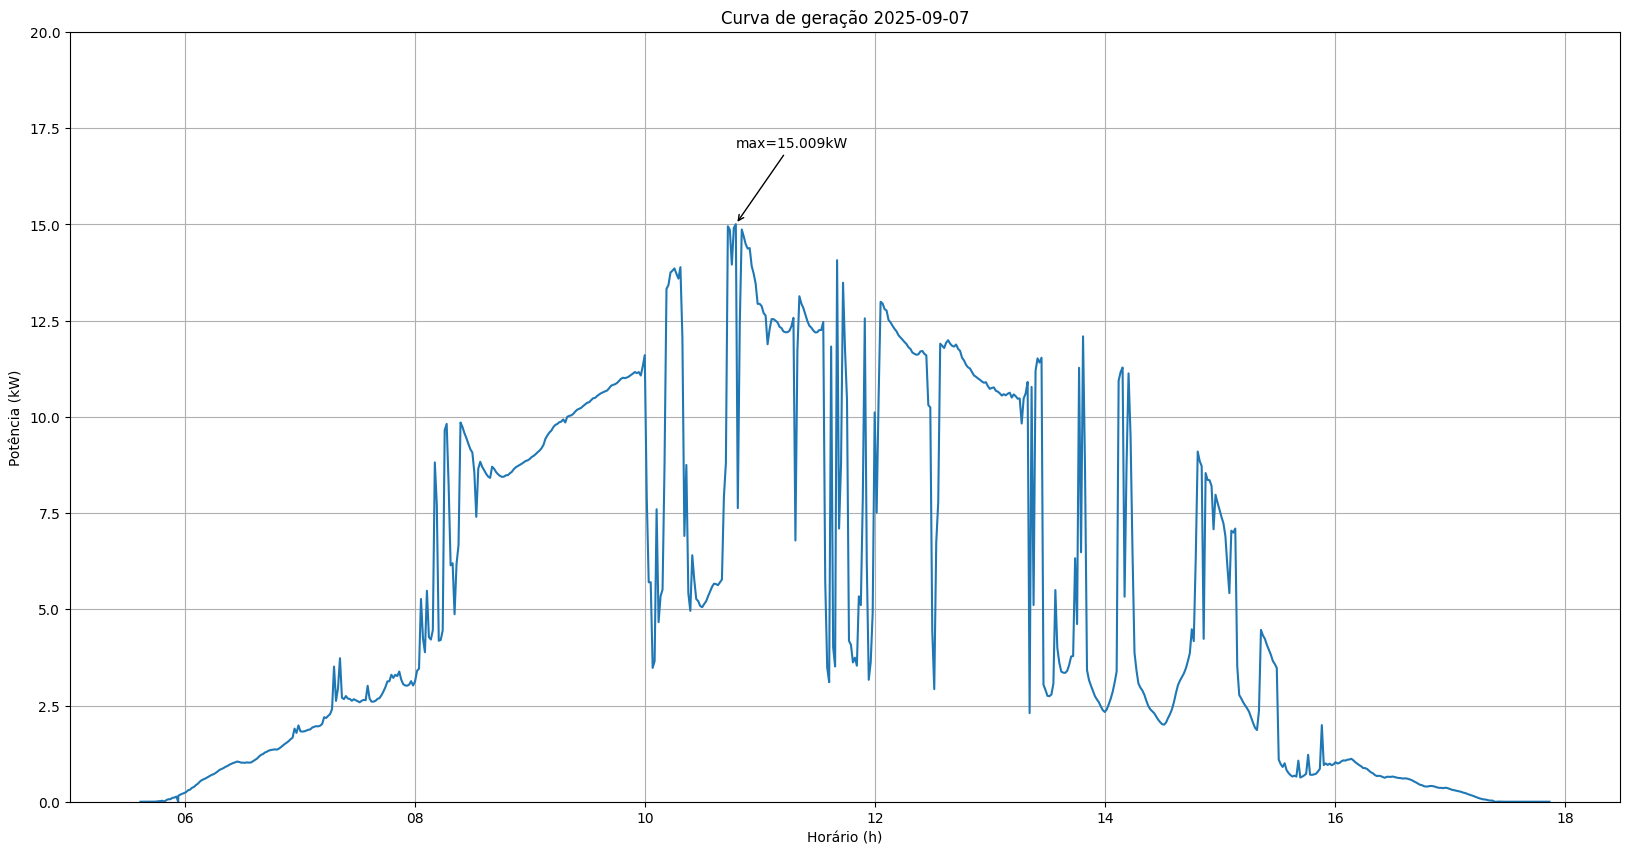 Curva de geração 2025-09-07
20.0
17.5
15.0
12.5
10.0
7.5
5.0
2.5
0.0
Potência (kW)
max=15.009kW
06 08 10 12 14 16 18
Horário (h)